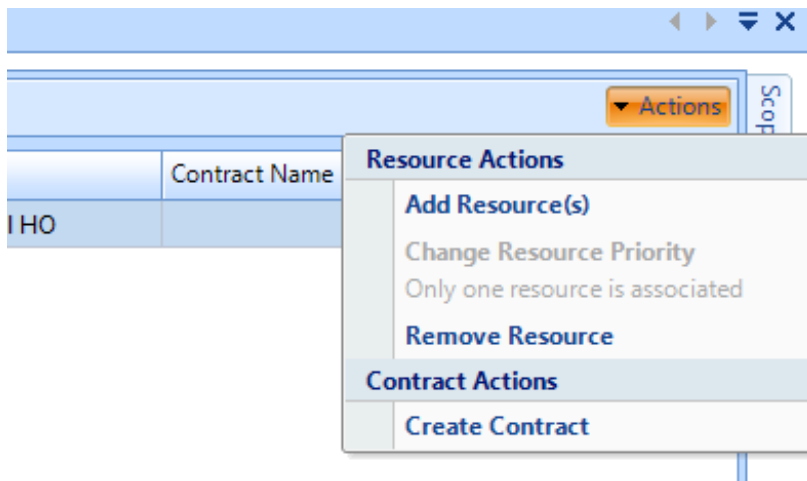 Actions
Scop
Contract Name
I HO
Resource Actions
Add Resource(s)
Change Resource Priority
Only one resource is associated
Remove Resource
Contract Actions
Create Contract